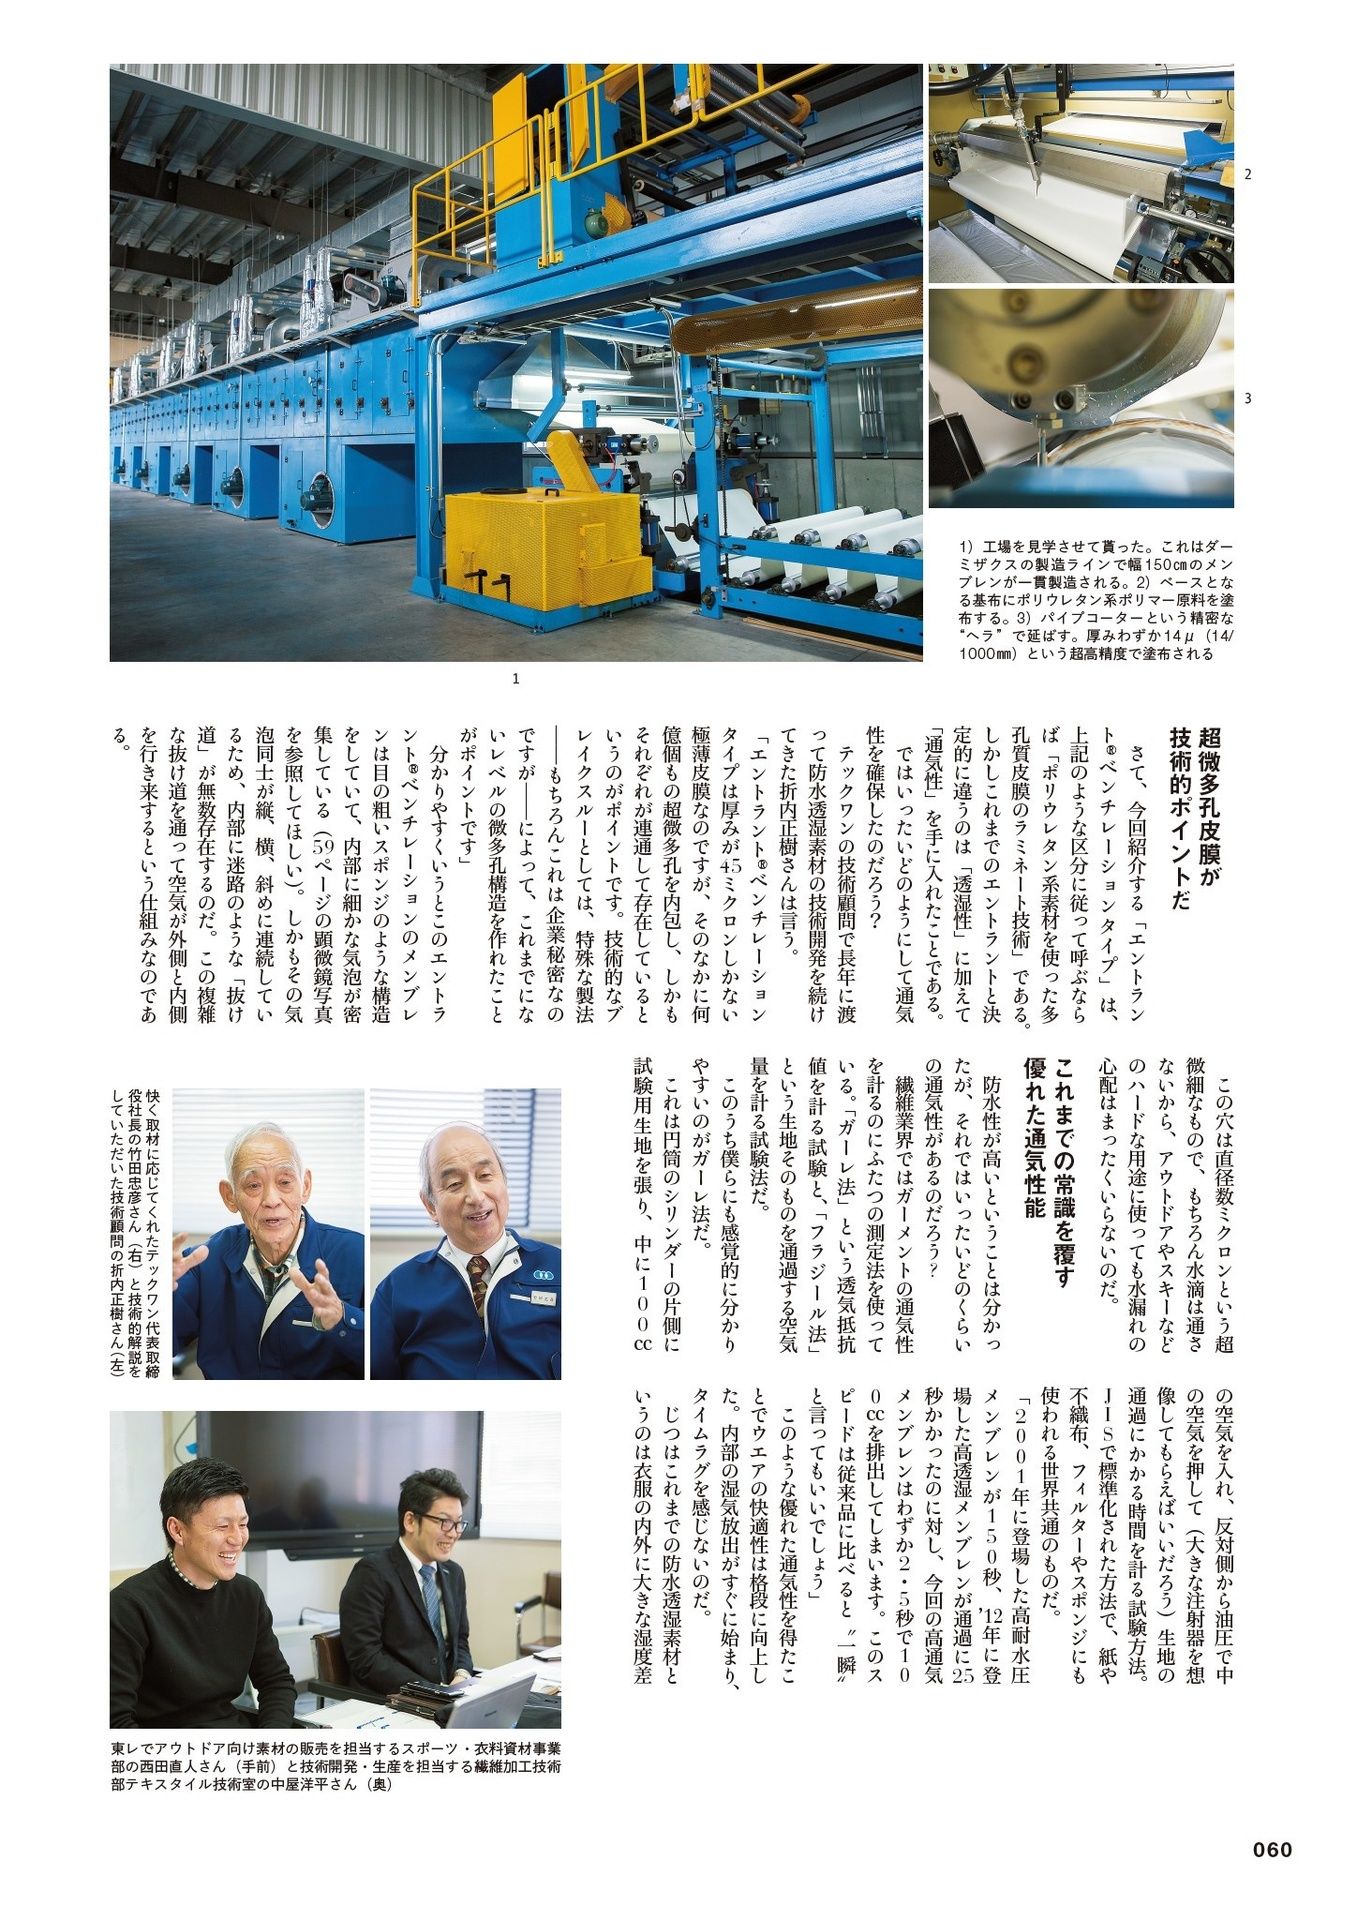 1
2
3
1）工場を見学させて貰った。これはダー
ミザクスの製造ラインで幅150㎝のメン
ブレンが一貫製造される。2）ベースとな
る基布にポリウレタン系ポリマー原料を塗
布する。3）パイプコーターという精密な
“ヘラ”で延ばす。厚みわずか14μ（14/
1000㎜）という超高精度で塗布される
超微多孔皮膜が
技術的ポイントだ
さて、今回紹介する「エントラン
ト®ベンチレーションタイプ」は、
上記のような区分に従って呼ぶなら
ば「ポリウレタン系素材を使った多
孔質皮膜のラミネート技術」である。
しかしこれまでのエントラントと決
定的に違うのは「透湿性」に加えて
「通気性」を手に入れたことである。
ではいったいどのようにして通気
性を確保したのだろう？
テックワンの技術顧問で長年に渡
って防水透湿素材の技術開発を続け
てきた折内正樹さんは言う。
「エントラント®ベンチレーション
タイプは厚みが45ミクロンしかない
極薄皮膜なのですが、そのなかに何
億個もの超微多孔を内包し、しかも
それぞれが連通して存在していると
いうのがポイントです。技術的なブ
レイクスルーとしては、特殊な製法
――もちろんこれは企業秘密なの
ですが――によって、これまでにな
いレベルの微多孔構造を作れたこと
がポイントです」
分かりやすくいうとこのエントラ
ント®ベンチレーションのメンブレ
ンは目の粗いスポンジのような構造
をしていて、内部に細かな気泡が密
集している（59ページの顕微鏡写真
を参照してほしい）。しかもその気
泡同士が縦、横、斜めに連続してい
るため、内部に迷路のような「抜け
道」が無数存在するのだ。この複雑
な抜け道を通って空気が外側と内側
を行き来するという仕組みなのであ
る。
この穴は直径数ミクロンという超
微細なもので、もちろん水滴は通さ
ないから、アウトドアやスキーなど
のハードな用途に使っても水漏れの
心配はまったくいらないのだ。
これまでの常識を覆す
優れた通気性能
防水性が高いということは分かっ
たが、それではいったいどのくらい
の通気性があるのだろう？
繊維業界ではガーメントの通気性
を計るのにふたつの測定法を使って
いる。「ガーレ法」という透気抵抗
値を計る試験と、「フラジール法」
という生地そのものを通過する空気
量を計る試験法だ。
このうち僕らにも感覚的に分かり
やすいのがガーレ法だ。
これは円筒のシリンダーの片側に
試験用生地を張り、中に100cc
の空気を入れ、反対側から油圧で中
の空気を押して（大きな注射器を想
像してもらえばいいだろう）生地の
通過にかかる時間を計る試験方法。
JISで標準化された方法で、紙や
不織布、フィルターやスポンジにも
使われる世界共通のものだ。
「2001年に登場した高耐水圧
メンブレンが150秒、'12年に登
場した高透湿メンブレンが通過に25
秒かかったのに対し、今回の高通気
メンブレンはわずか2・5秒で10
0ccを排出してしまいます。このス
ピードは従来品に比べると〝一瞬〟
と言ってもいいでしょう」
このような優れた通気性を得たこ
とでウエアの快適性は格段に向上し
た。内部の湿気放出がすぐに始まり、
タイムラグを感じないのだ。
じつはこれまでの防水透湿素材と
いうのは衣服の内外に大きな湿度差
快く取材に応じてくれたテックワン代表取締
役社長の竹田忠彦さん（右）と技術的解説を
していただいた技術顧問の折内正樹さん（左）
東レでアウトドア向け素材の販売を担当するスポーツ・衣料資材事業
部の西田直人さん（手前）と技術開発・生産を担当する繊維加工技術
部テキスタイル技術室の中屋洋平さん（奥）
060